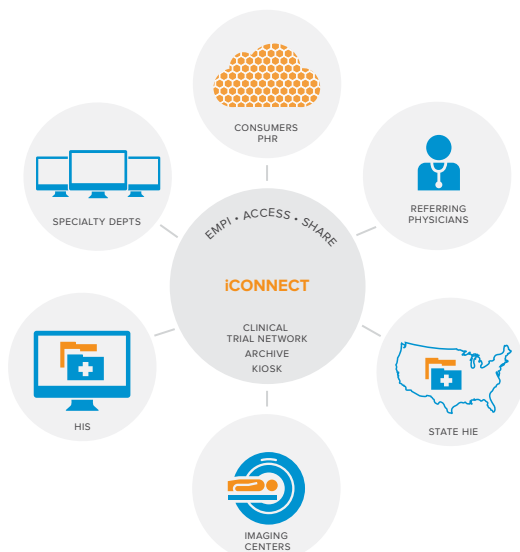 CONSUMERS
PHR
SPECIALTY DEPTS
REFERRING
PHYSICIANS
EMPI • ACCESS • SHARE
iCONNECT
CLINICAL
TRIAL NETWORK
ARCHIVE
KIOSK
HIS
STATE HIE
IMAGING
CENTERS